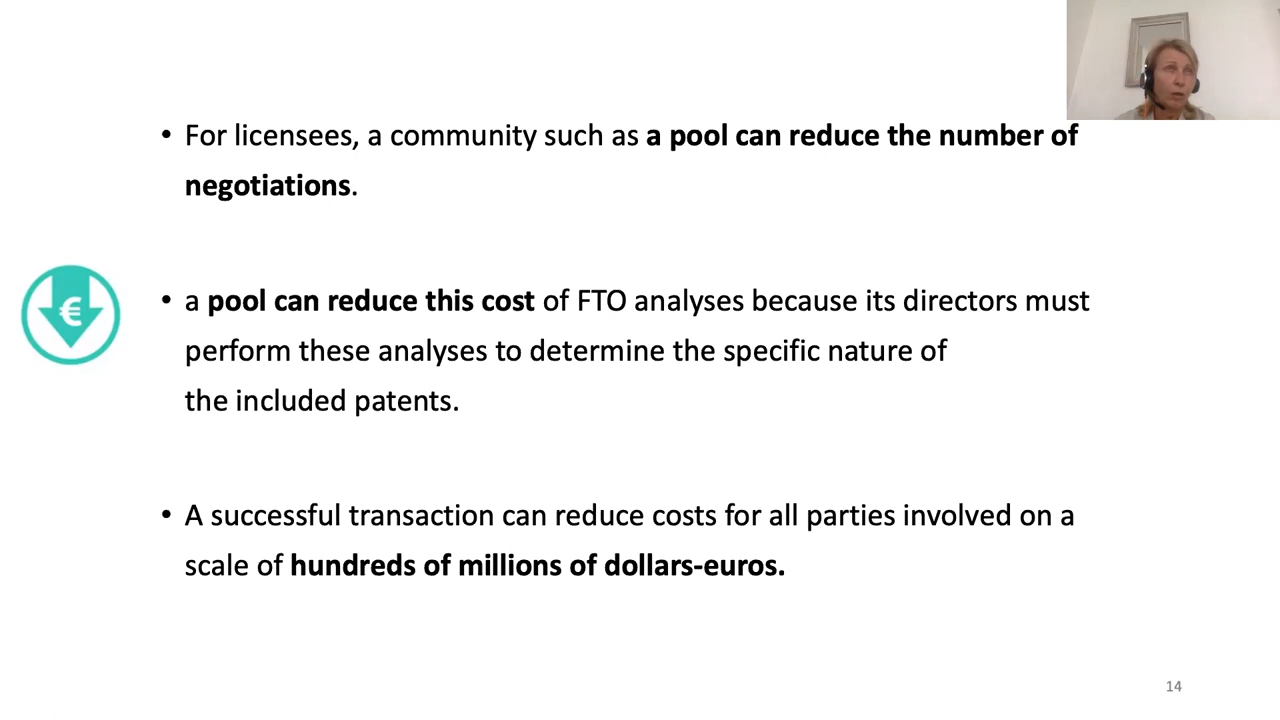 • For licensees, a community such as a pool can reduce the number of
negotiations.
€
• a pool can reduce this cost of FTO analyses because its directors must
perform these analyses to determine the specific nature of
the included patents.
• A successful transaction can reduce costs for all parties involved on a
scale of hundreds of millions of dollars-euros.
14